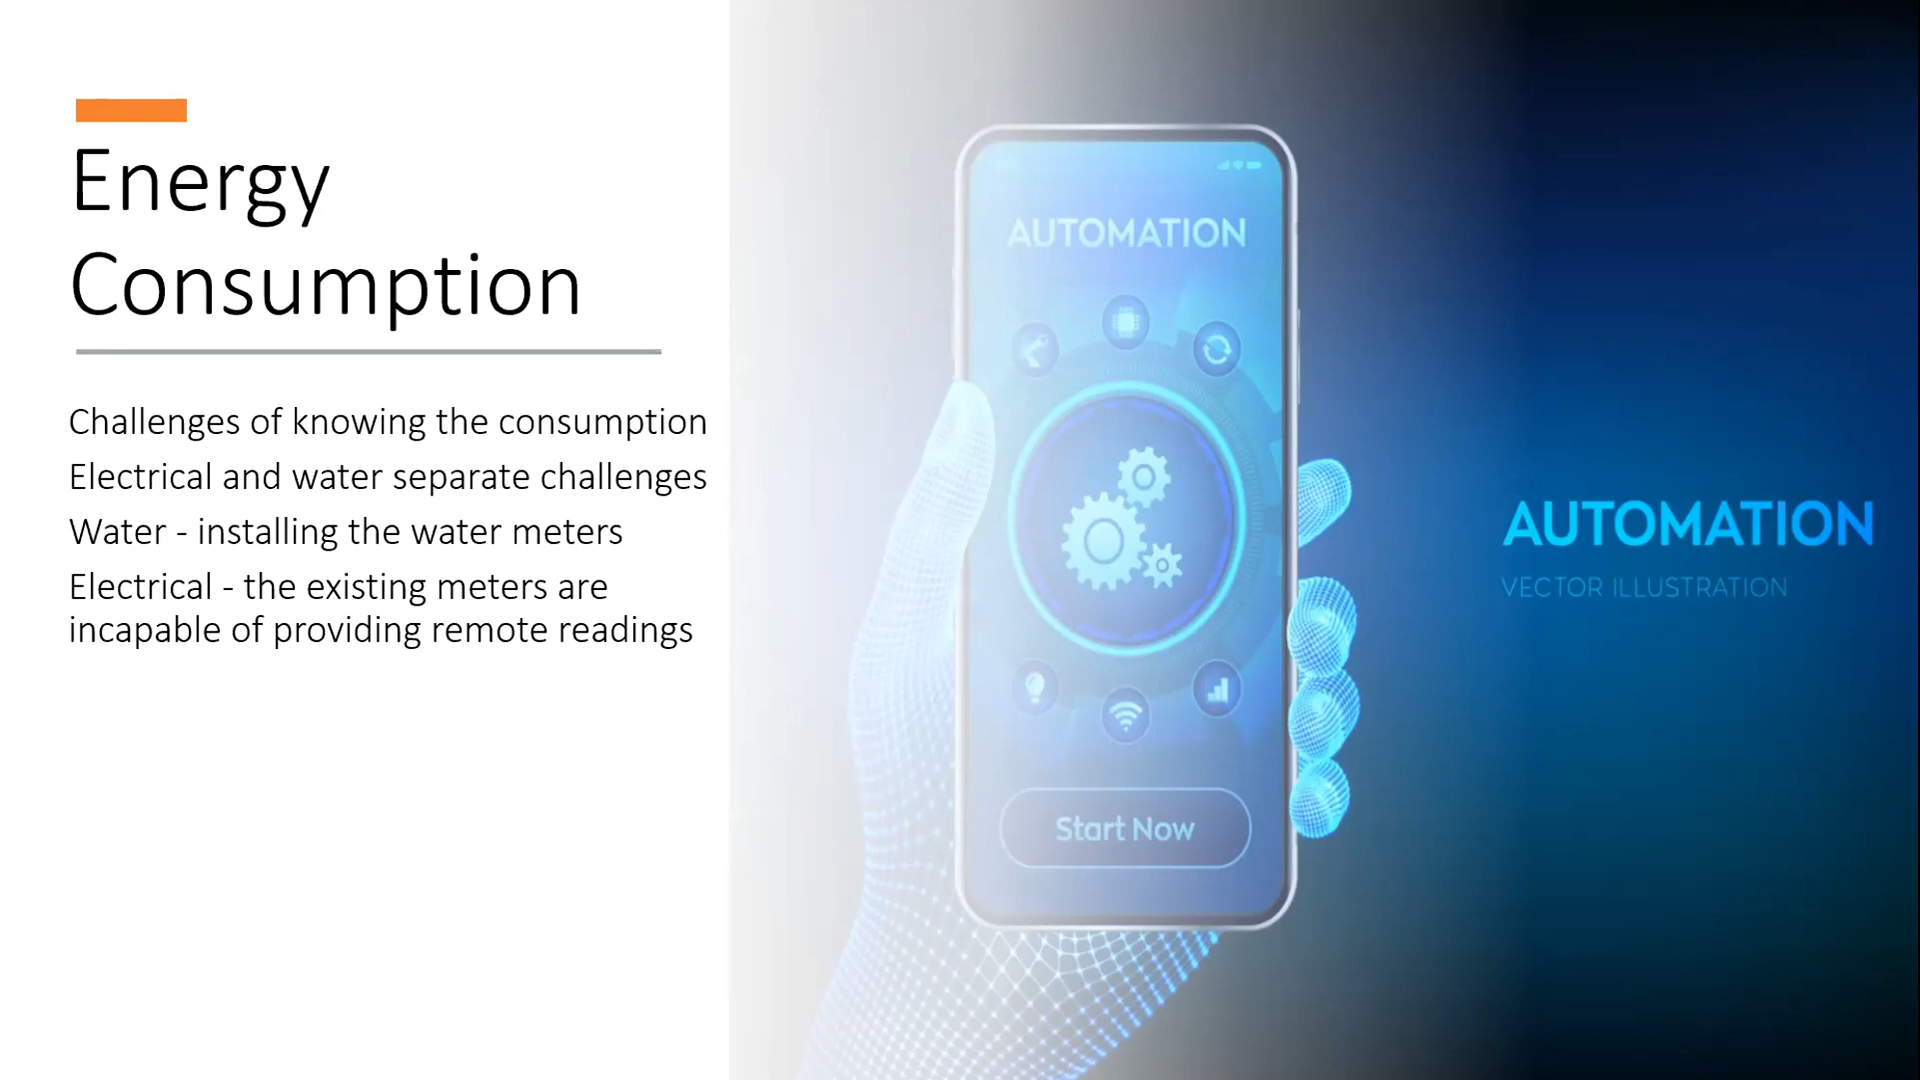 Energy
Consumption
Challenges of knowing the consumption
Electrical and water separate challenges
Water - installing the water meters
Electrical - the existing meters are
incapable of providing remote readings
AUTOMATION
Start Now
AUTOMATION
VECTOR ILLUSTRATION